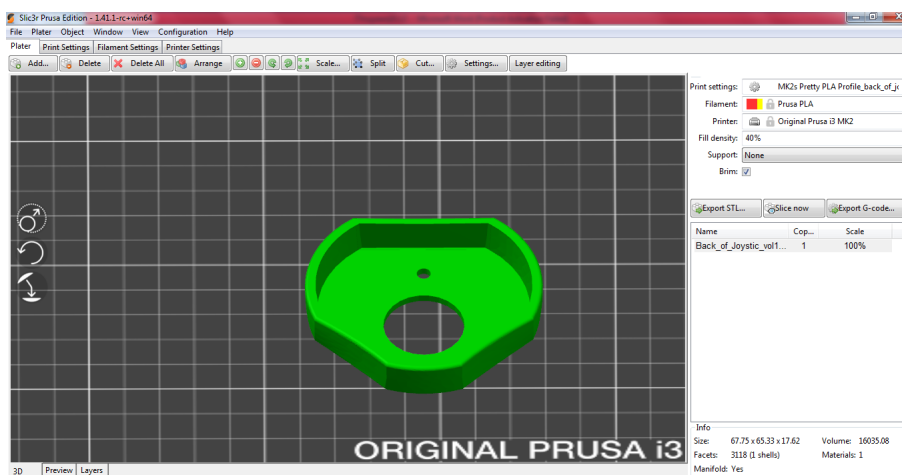 Slic3r Prusa Edition - 1.41.1-rc+win64
File Plater Object Window View Configuration Help
Plater Print Settings Filament Settings Printer Settings
Add... Delete Delete All Arrange Scale... Split Cut... Settings... Layer editing
Print settings: MK2s Pretty PLA Profile_back_of_jc
Filament: Prusa PLA
Printer: Original Prusa i3 MK2
Fill density: 40%
Support: None
Brim:
Export STL... Slice now Export G-code...
Name Cop... Scale
Back_of_Joystic_vol1... 1 100%
ORIGINAL PRUSA i3
Info
Size: 67.75 x 65.33 x 17.62 Volume: 16035.08
Facets: 3118 (1 shells) Materials: 1
Manifold: Yes
3D Preview Layers